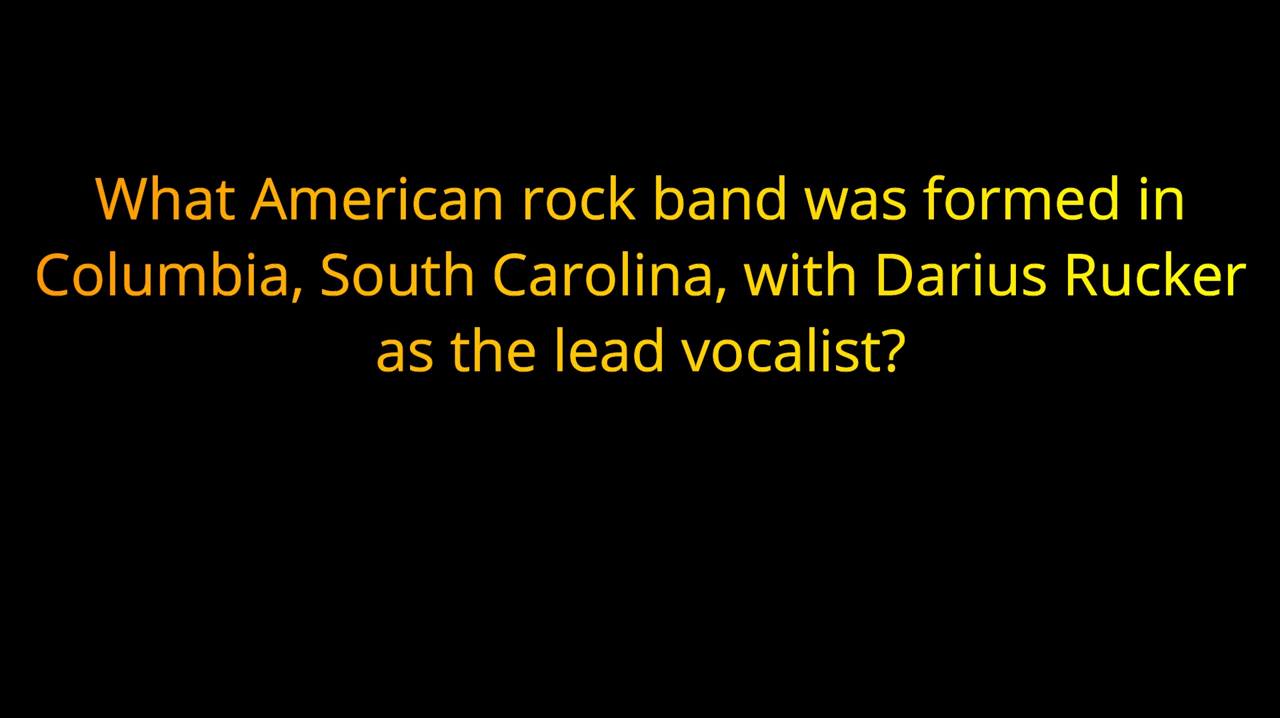 What American rock band was formed in
Columbia, South Carolina, with Darius Rucker
as the lead vocalist?